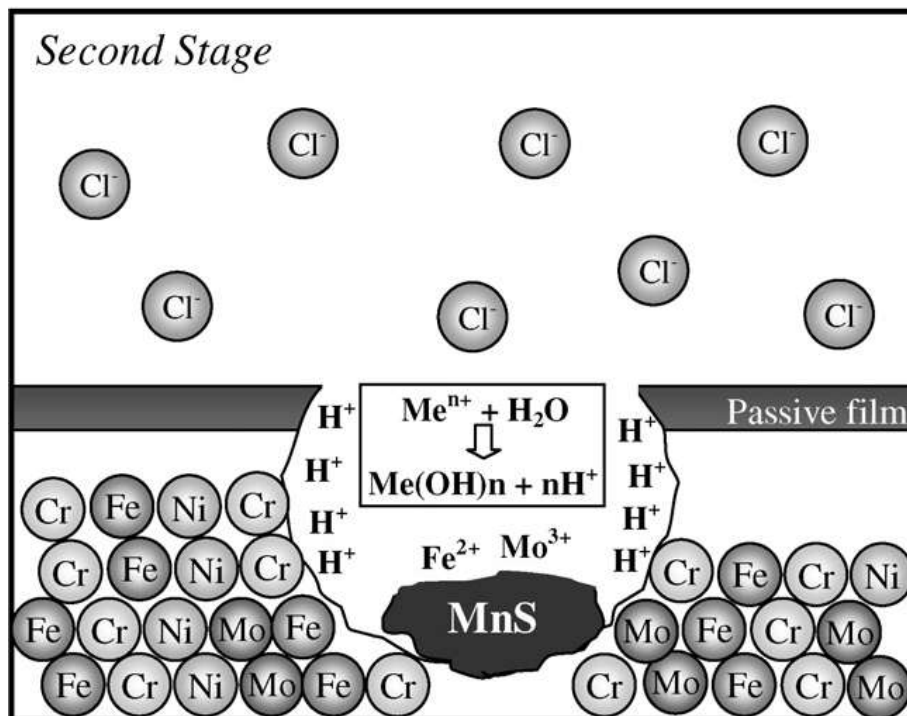 Second Stage
Cl⁻ Cl⁻ Cl⁻ Cl⁻
Cl⁻
Cl⁻ Cl⁻ Cl⁻
Passive film
H⁺ Meⁿ⁺ + H₂O H⁺
H⁺ Me(OH)n + nH⁺ H⁺
H⁺ H⁺
H⁺ Fe²⁺ Mo³⁺ H⁺
Cr Fe Ni Cr
Cr Fe Ni Cr Cr Fe Cr Ni
Fe Cr Ni Mo Fe MnS Mo Fe Cr Mo
Fe Cr Ni Mo Fe Cr Cr Mo Fe Cr Mo